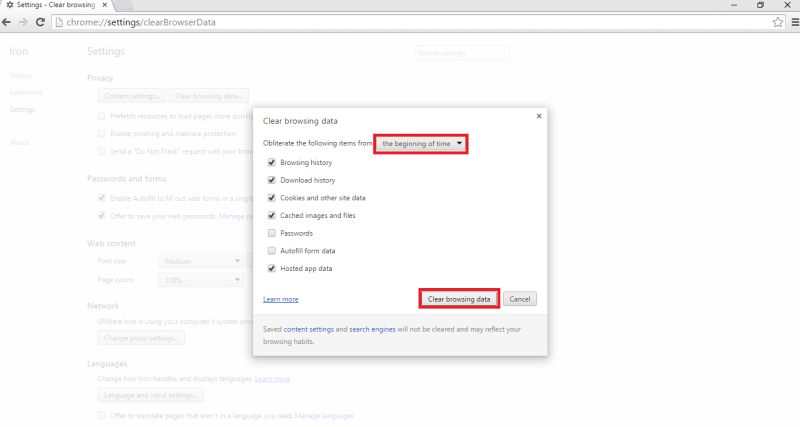 Settings - Clear browsing
chrome://settings/clearBrowserData
Iron
Settings
Search settings
History
Extensions
Settings
About
Privacy
Content settings... Clear browsing data...
Prefetch resources to load pages more quickly
Enable phishing and malware protection
Send a "Do Not Track" request with your brow
Passwords and forms
Enable Autofill to fill out web forms in a single
Offer to save your web passwords. Manage pa
Web content
Font size: Medium
Page zoom: 100%
Network
SRWare Iron is using your computer's system prox
Change proxy settings...
Languages
Change how Iron handles and displays languages. Learn more
Language and input settings...
Offer to translate pages that aren't in a language you read. Manage languages
Clear browsing data
Obliterate the following items from the beginning of time
Browsing history
Download history
Cookies and other site data
Cached images and files
Passwords
Autofill form data
Hosted app data
Learn more Clear browsing data Cancel
Saved content settings and search engines will not be cleared and may reflect your
browsing habits.